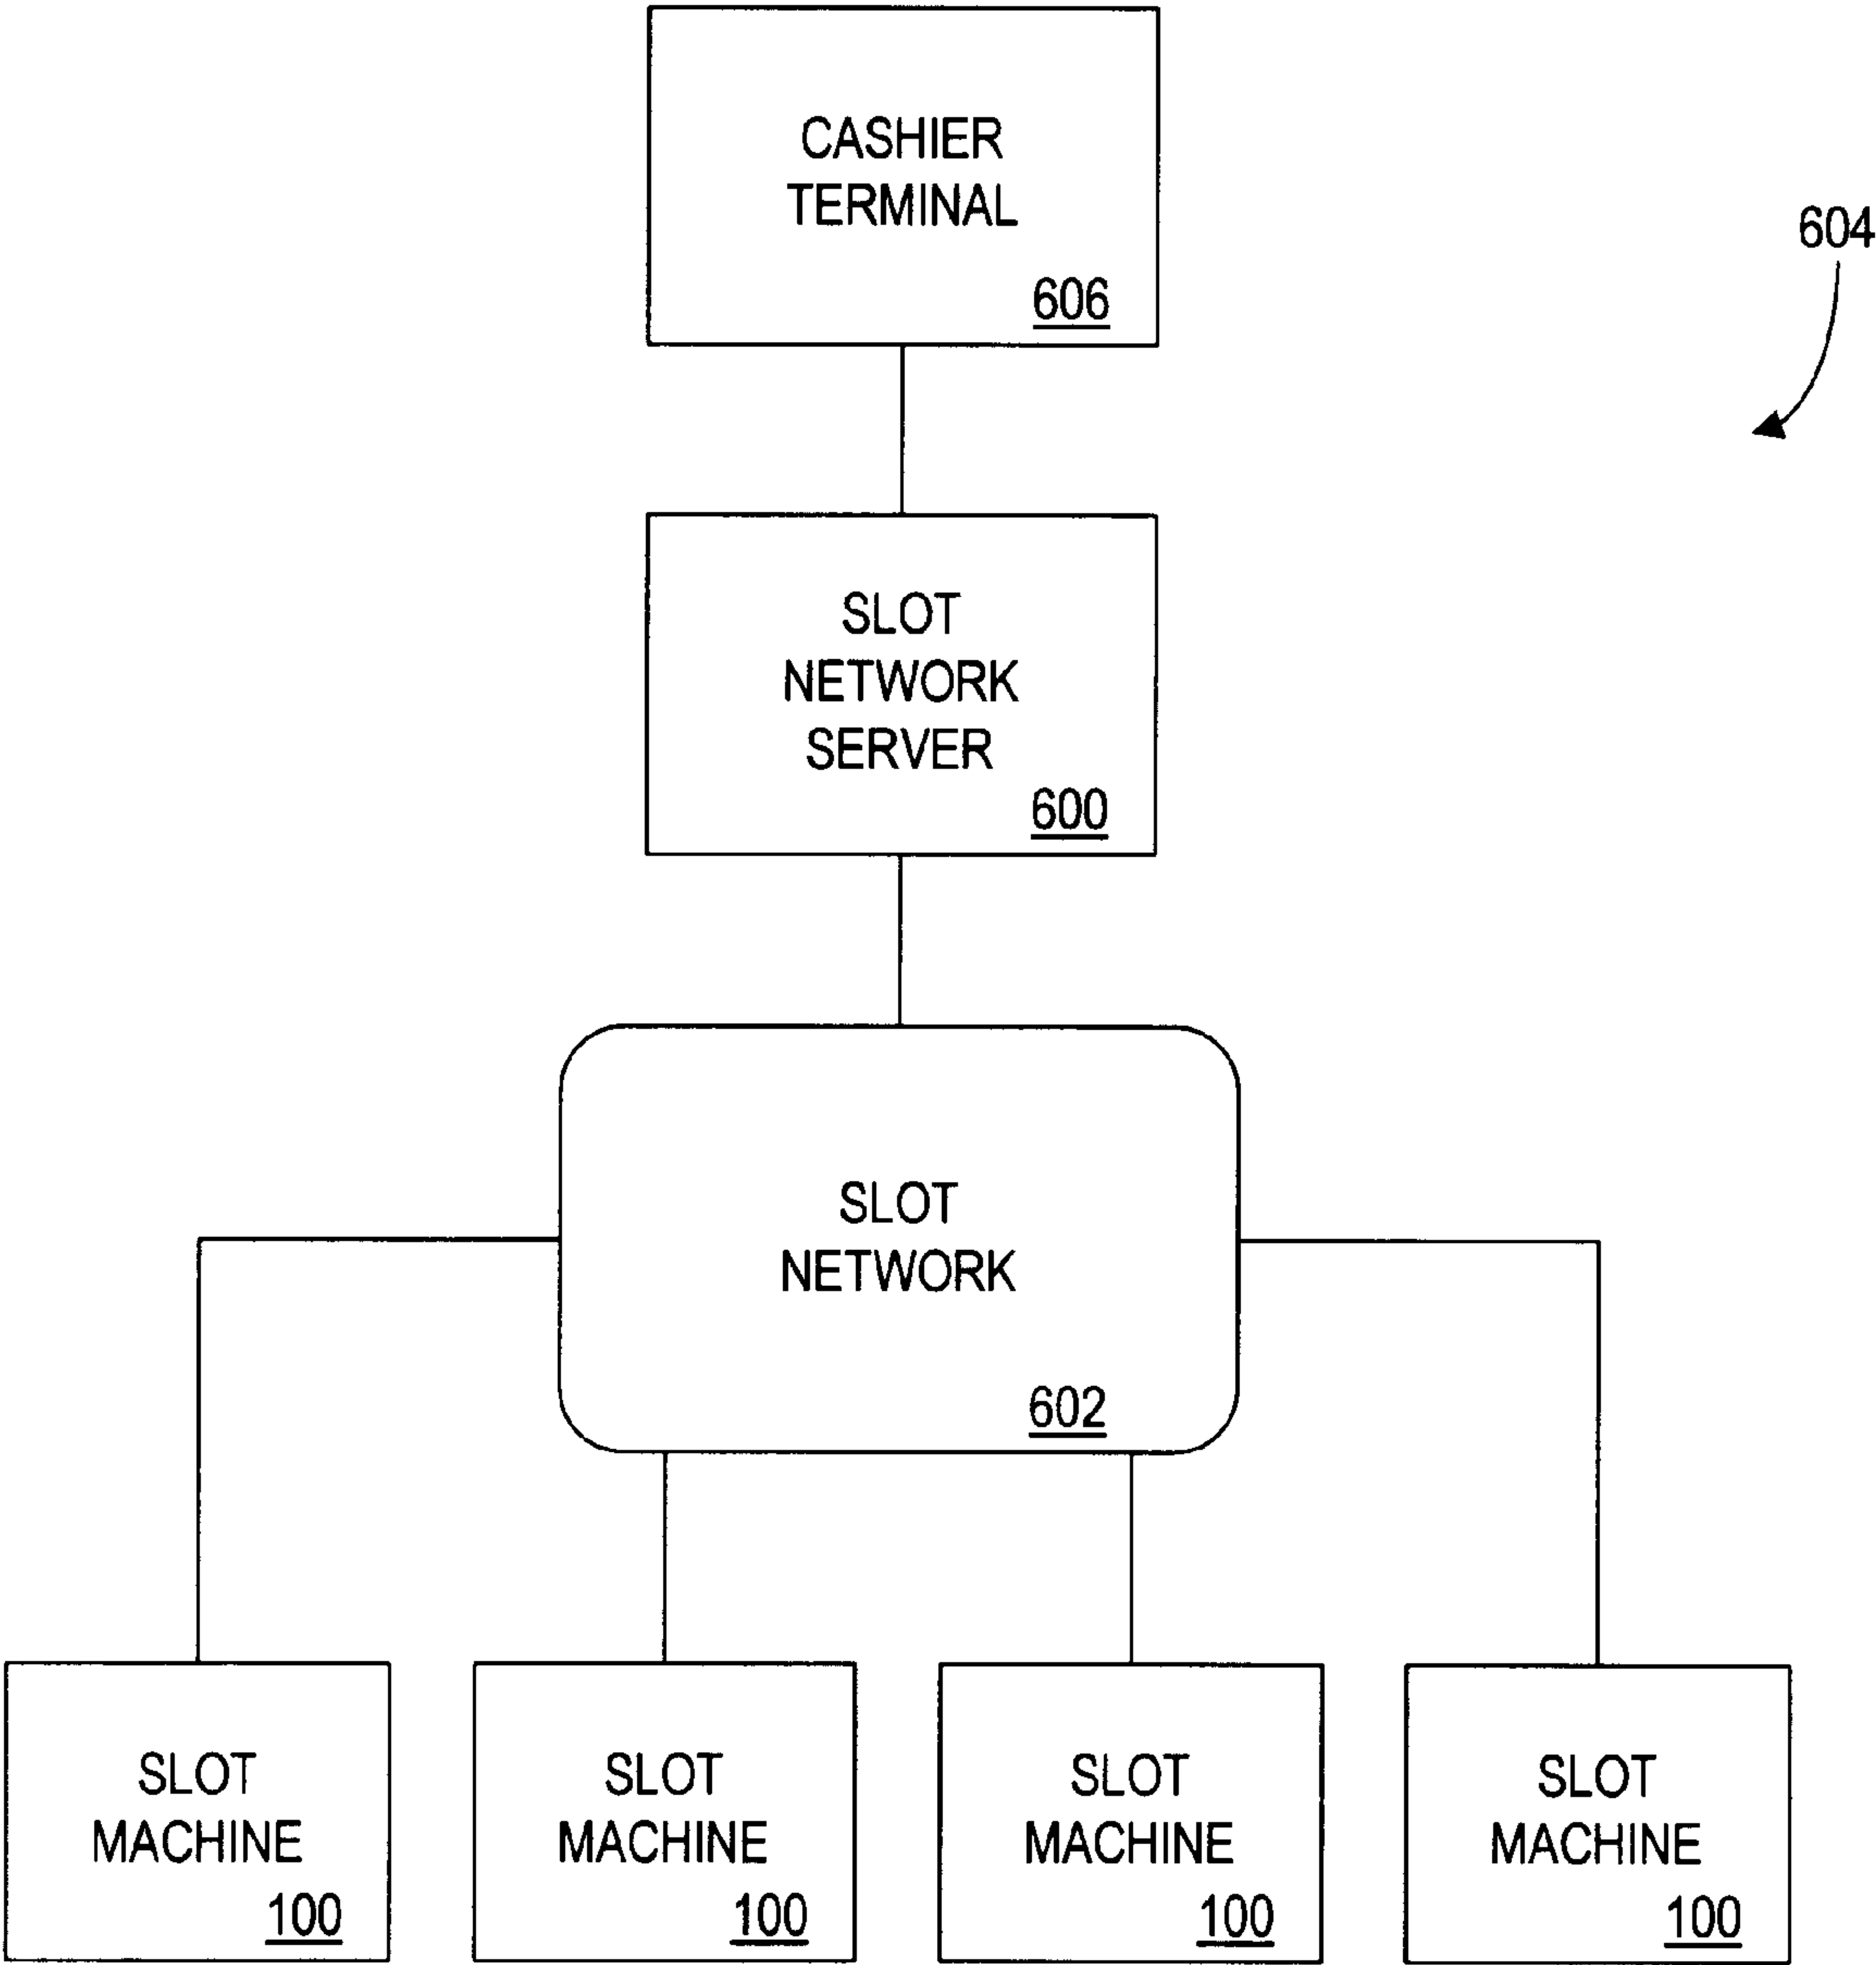 CASHIER
TERMINAL
606
604
SLOT
NETWORK
SERVER
600
SLOT
NETWORK
602
SLOT
MACHINE
100
SLOT
MACHINE
100
SLOT
MACHINE
100
SLOT
MACHINE
100